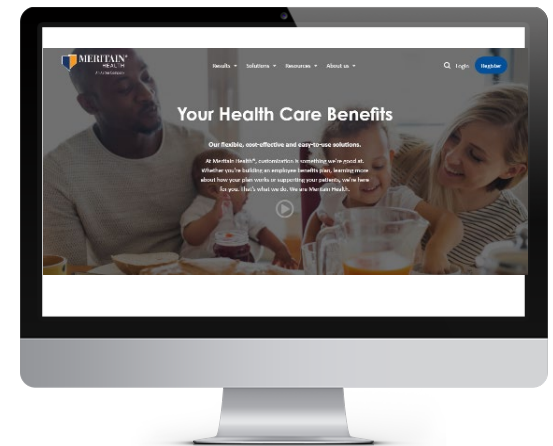 MERITAIN®
HEALTH
Results Solutions Resources About us Login Register
Your Health Care Benefits
Our flexible, cost-effective and easy-to-use solutions.
At Meritain Health®, customization is something we're good at.
Whether you're building an employee benefits plan, learning more
about how your plan works or supporting your patients, we're here
for you. That's what we do. We are Meritain Health.